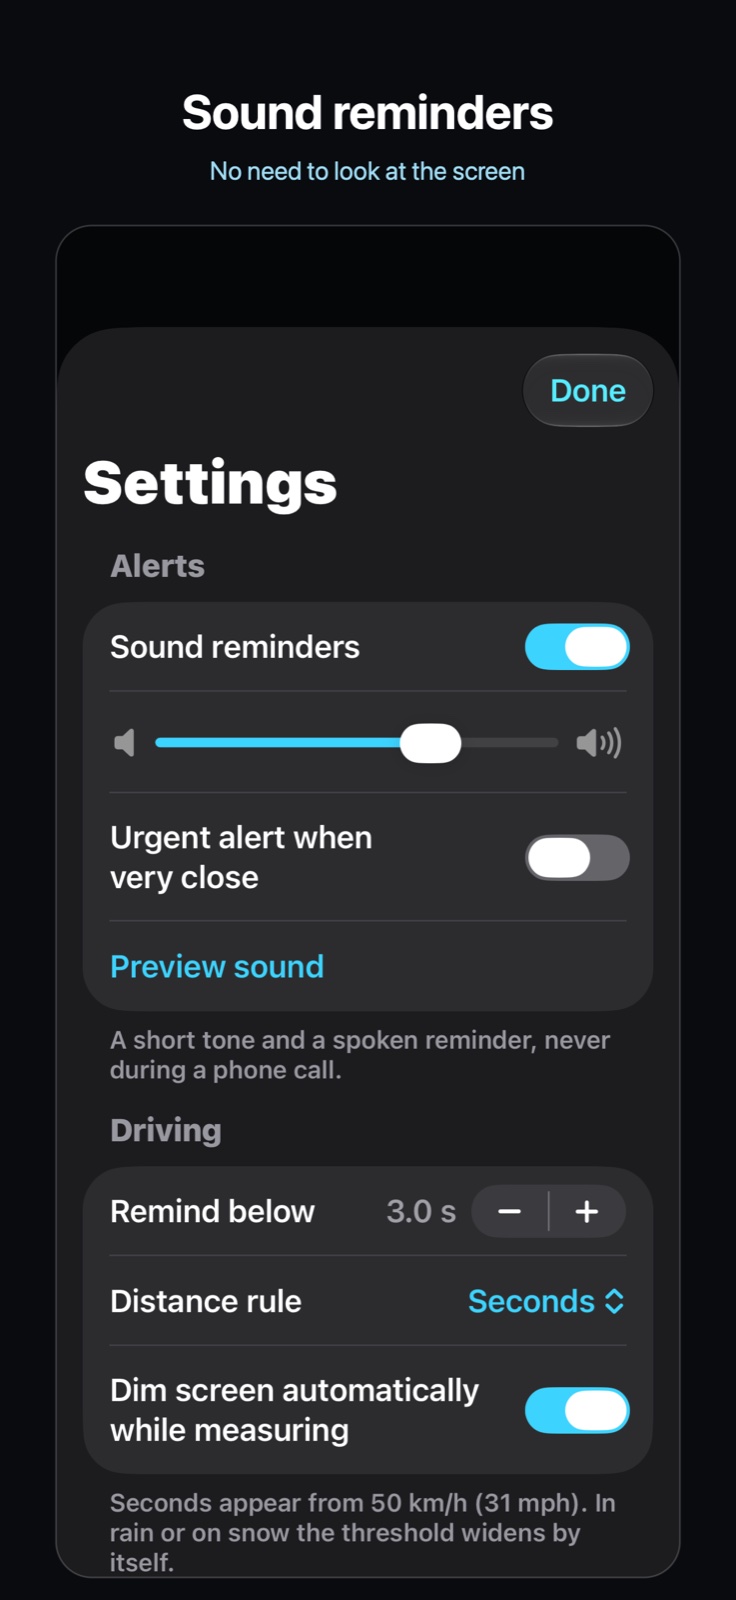 Sound reminders
No need to look at the screen
Done
Settings
Alerts
Sound reminders
Urgent alert when
very close
Preview sound
A short tone and a spoken reminder, never
during a phone call.
Driving
Remind below 3.0 s − +
Distance rule Seconds
Dim screen automatically
while measuring
Seconds appear from 50 km/h (31 mph). In
rain or on snow the threshold widens by
itself.